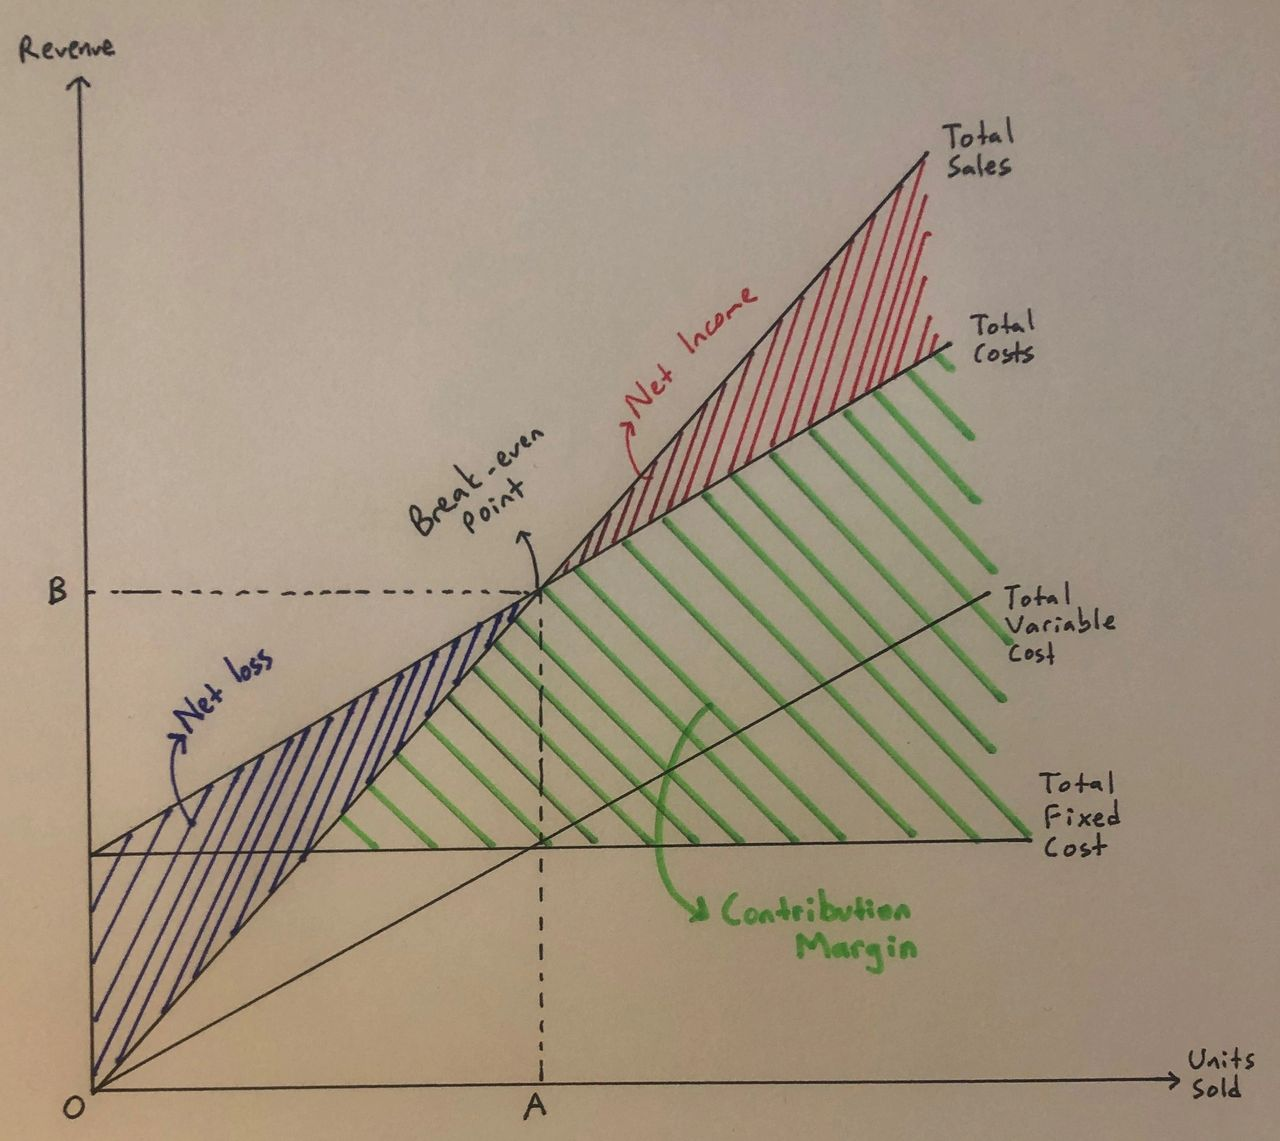 Revenue
Total
Sales
Total
Costs
Net Income
Break-even
Point
B
Total
Variable
Cost
Net loss
Total
Fixed
Cost
Contribution
Margin
Units
Sold
O
A